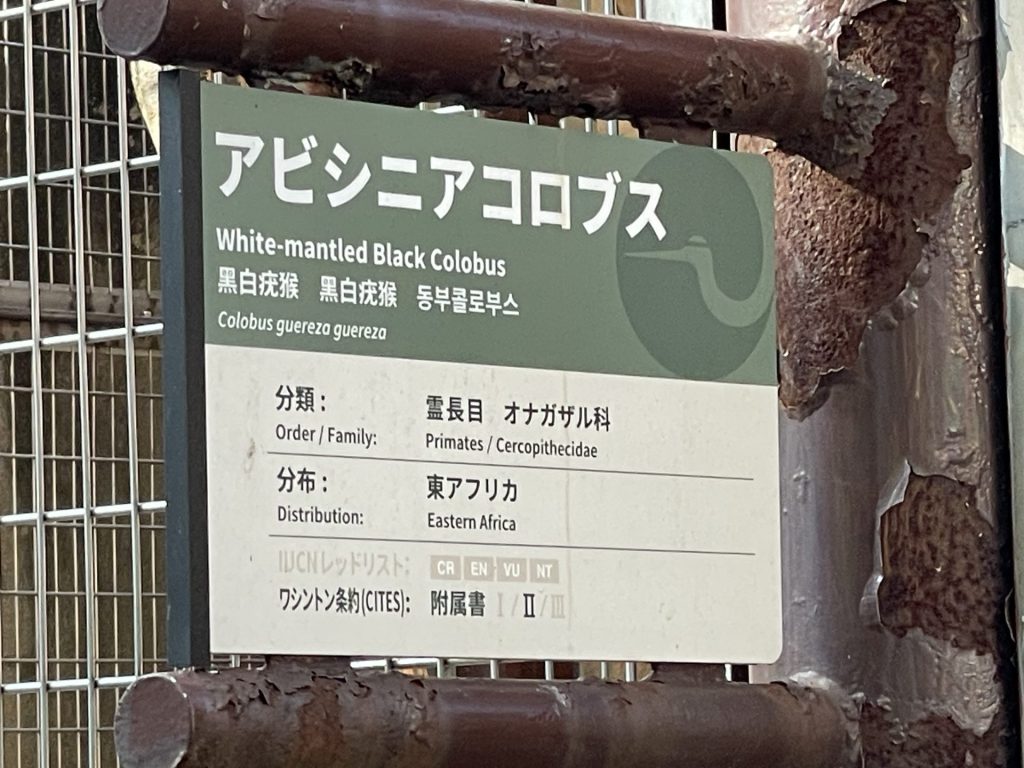 アビシニアコロブス
White-mantled Black Colobus
黑白疣猴 黑白疣猴 동부콜로부스
Colobus guereza guereza
分類： 霊長目 オナガザル科
Order / Family: Primates / Cercopithecidae
分布： 東アフリカ
Distribution: Eastern Africa
IUCNレッドリスト: CR EN VU NT
ワシントン条約(CITES): 附属書 I / II / III